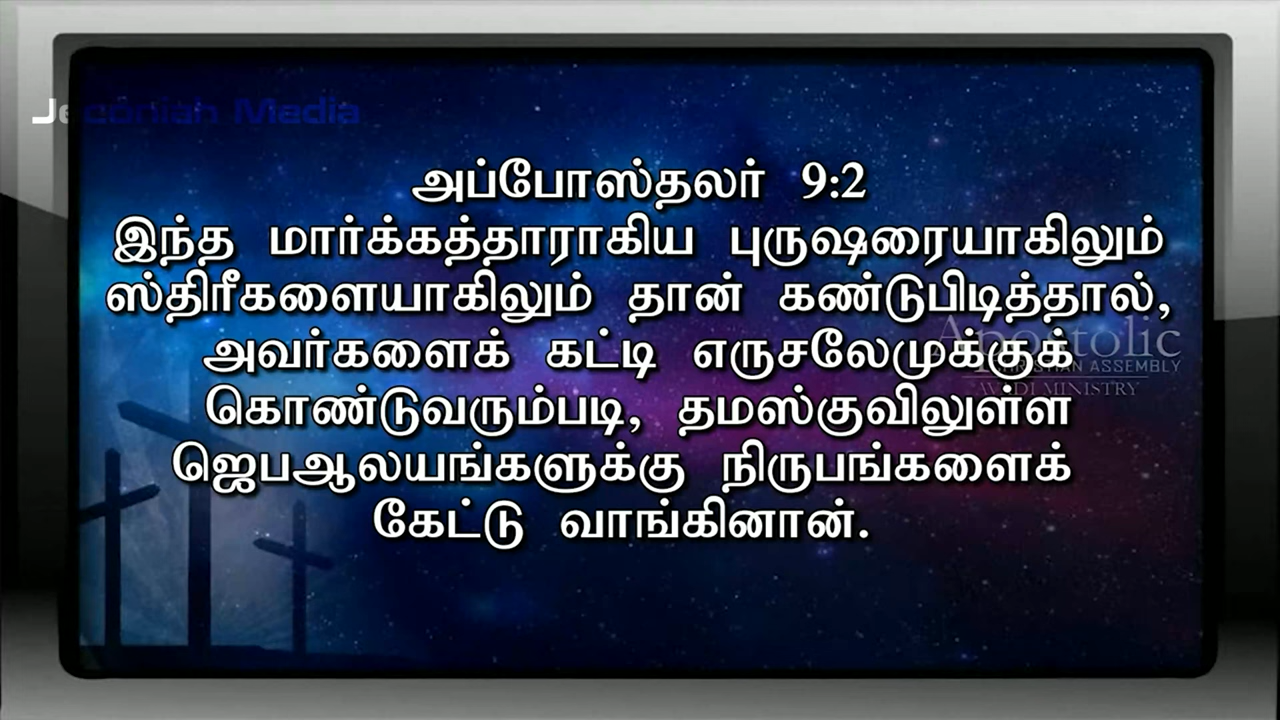 Jeconiah Media
அப்போஸ்தலர் 9:2
இந்த மார்க்கத்தாராகிய புருஷரையாகிலும்
ஸ்திரீகளையாகிலும் தான் கண்டுபிடித்தால்,
அவர்களைக் கட்டி எருசலேமுக்குக்
கொண்டுவரும்படி, தமஸ்குவிலுள்ள
ஜெபஆலயங்களுக்கு நிருபங்களைக்
கேட்டு வாங்கினான்.
Apostolic
CHRISTIAN ASSEMBLY
MINISTRY